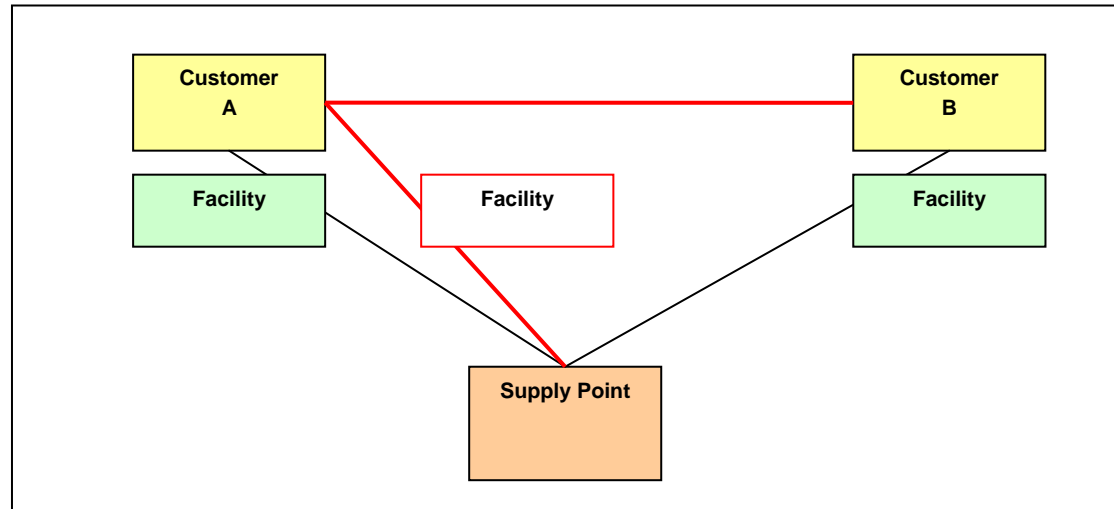 Customer
A
Customer
B
Facility
Facility
Facility
Supply Point